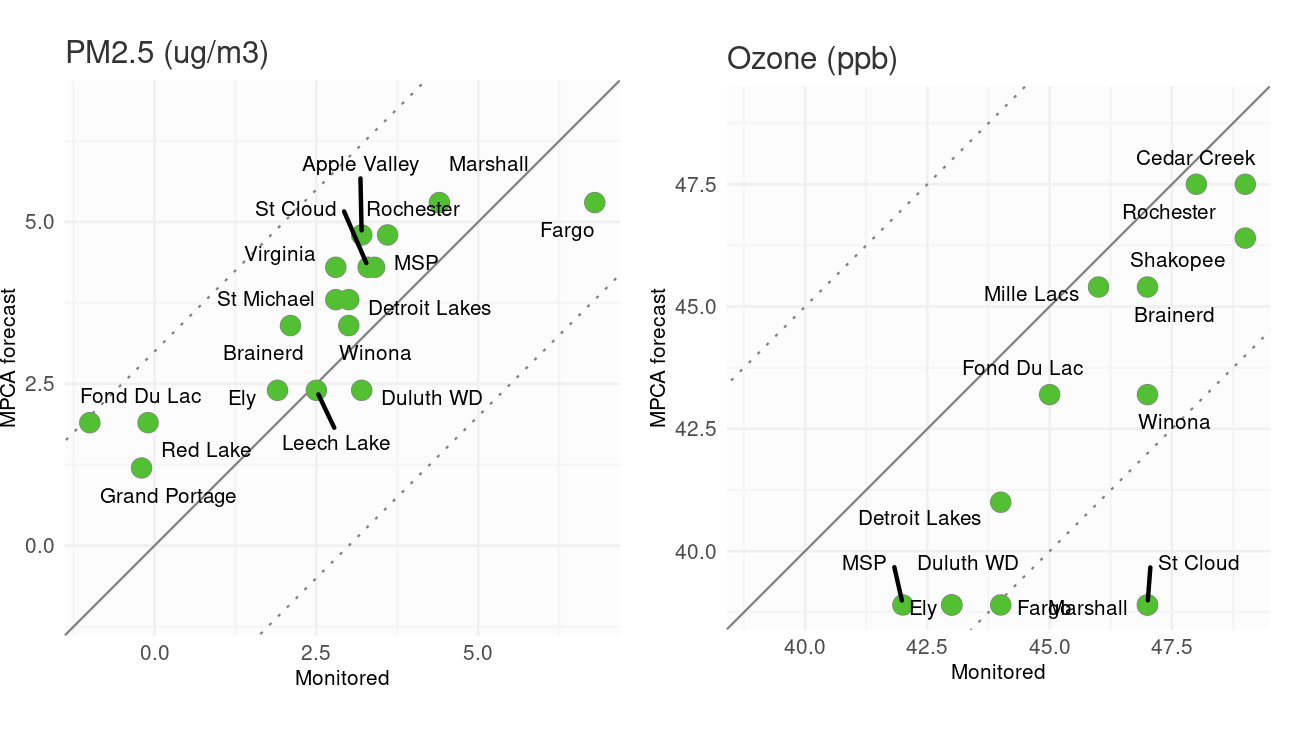 PM2.5 (ug/m3)
MPCA forecast
5.0
2.5
0.0
Apple Valley
Marshall
St Cloud
Rochester
Fargo
Virginia
MSP
St Michael
Detroit Lakes
Brainerd
Winona
Fond Du Lac
Ely
Duluth WD
Leech Lake
Red Lake
Grand Portage
0.0
2.5
5.0
Monitored
Ozone (ppb)
MPCA forecast
47.5
45.0
42.5
40.0
Cedar Creek
Rochester
Shakopee
Mille Lacs
Brainerd
Fond Du Lac
Winona
Detroit Lakes
MSP
Duluth WD
St Cloud
Ely
Fargo
Marshall
40.0
42.5
45.0
47.5
Monitored